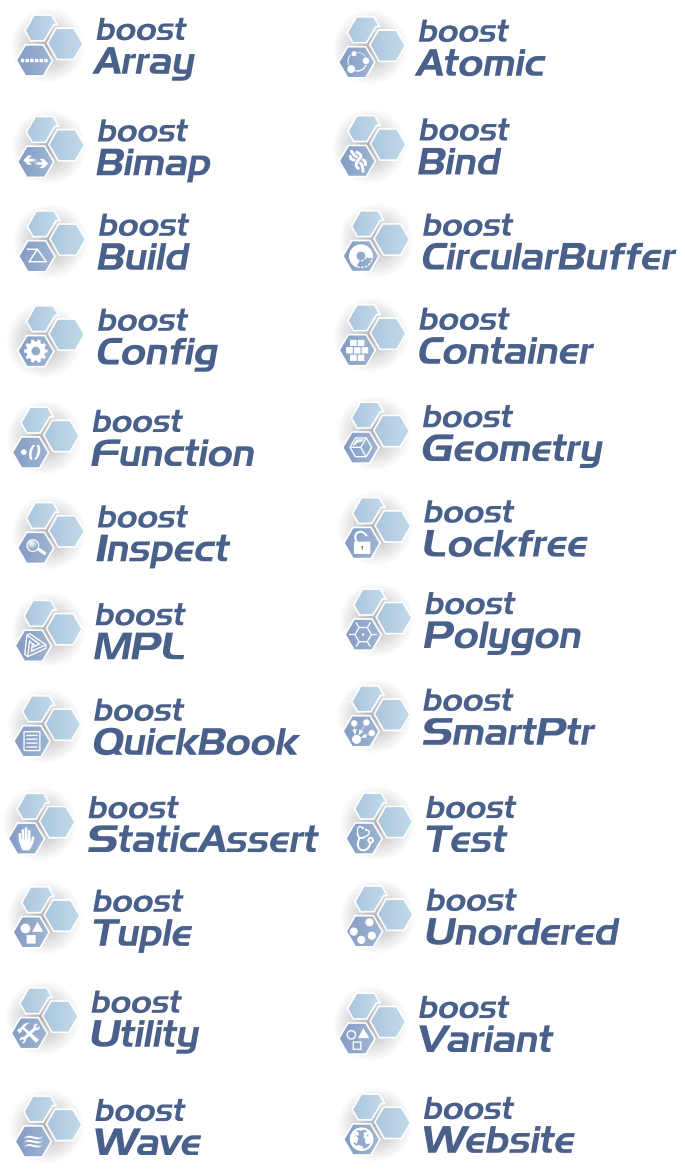 boost
Array
boost
Atomic
boost
Bimap
boost
Bind
boost
Build
boost
CircularBuffer
boost
Config
boost
Container
boost
Function
boost
Geometry
boost
Inspect
boost
Lockfree
boost
MPL
boost
Polygon
boost
QuickBook
boost
SmartPtr
boost
StaticAssert
boost
Test
boost
Tuple
boost
Unordered
boost
Utility
boost
Variant
boost
Wave
boost
Website